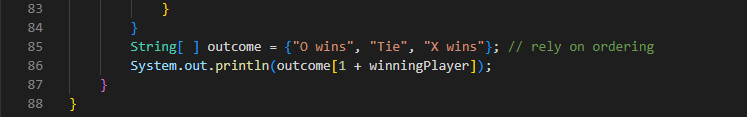 83 }
84 }
85 String[ ] outcome = {"O wins", "Tie", "X wins"}; // rely on ordering
86 System.out.println(outcome[1 + winningPlayer]);
87 }
88 }